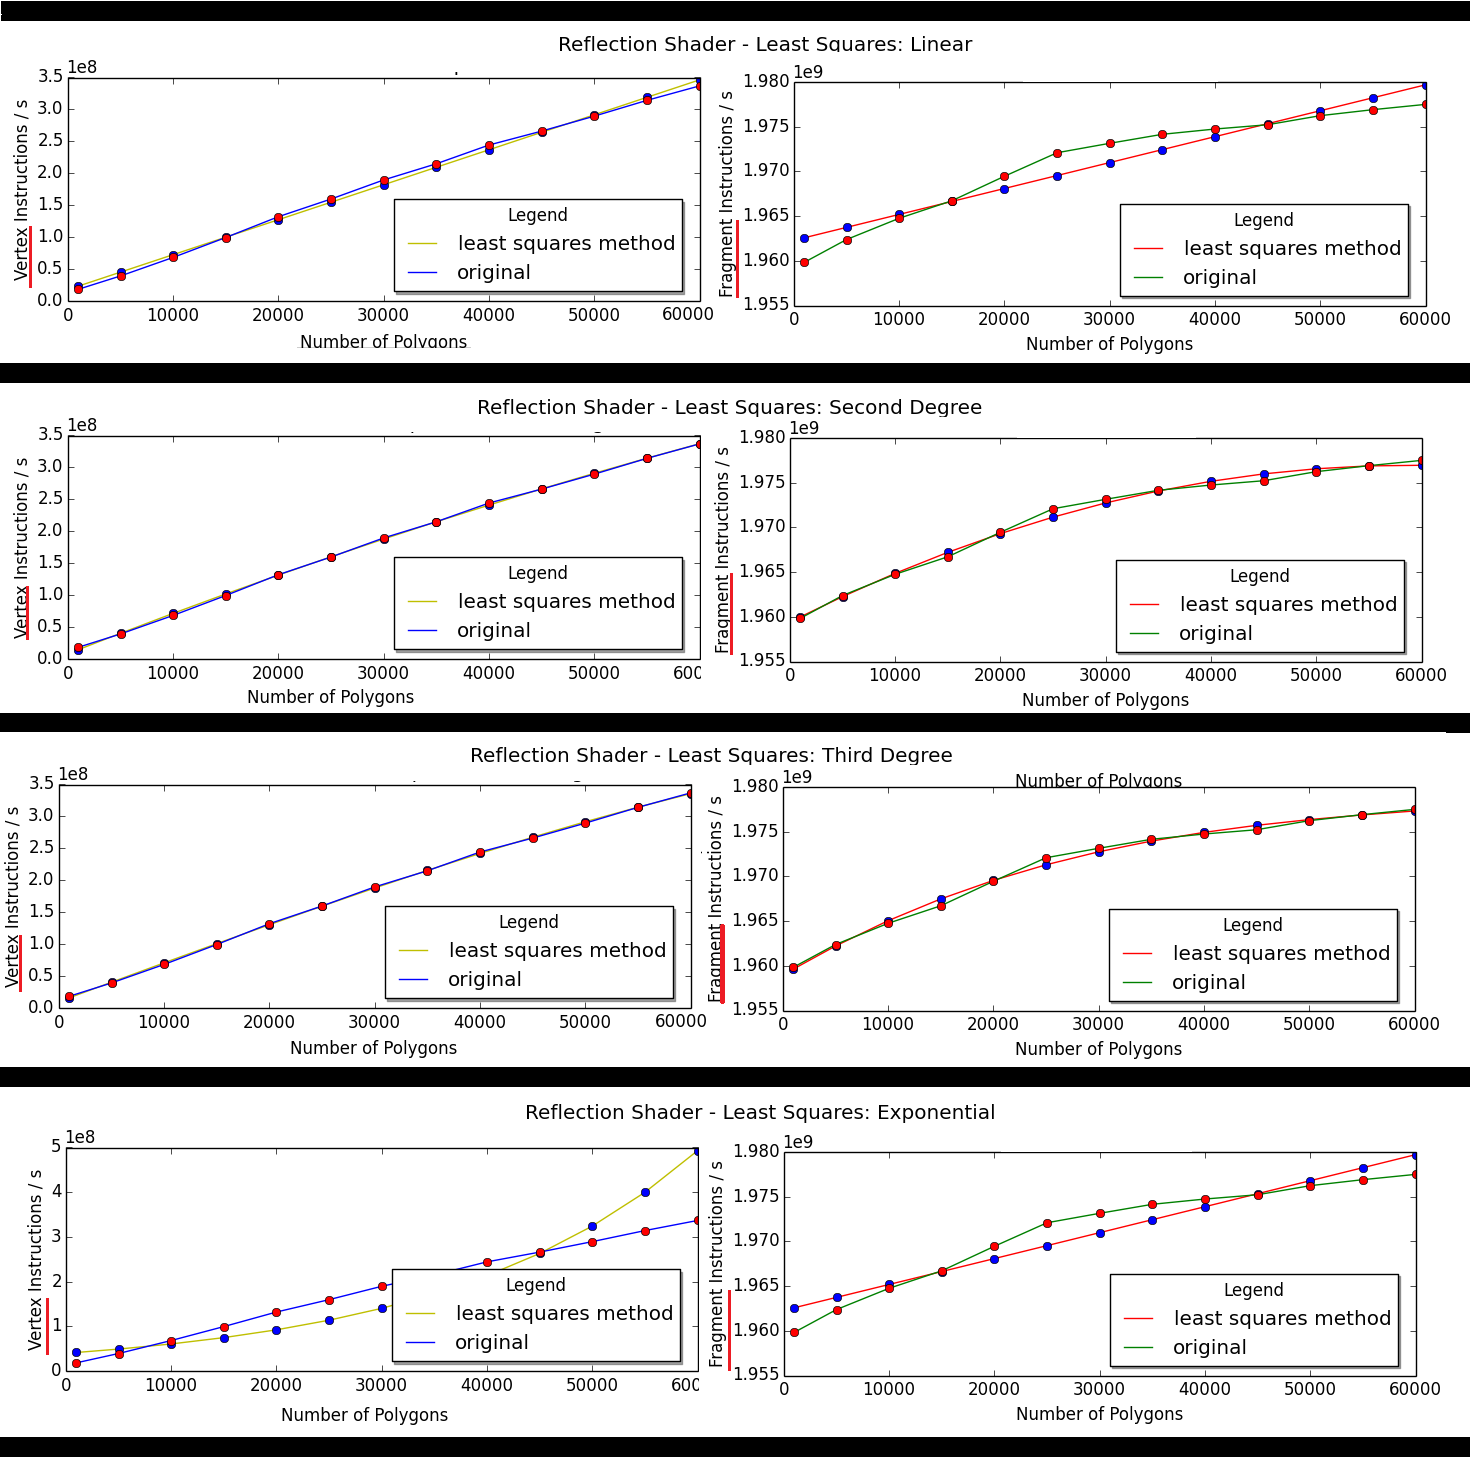 Reflection Shader - Least Squares: Linear
1e8
3.5
3.0
2.5
2.0
1.5
1.0
0.5
0.0
Vertex Instructions / s
Legend
least squares method
original
0 10000 20000 30000 40000 50000 60000
Number of Polygons
1e9
1.980
1.975
1.970
1.965
1.960
1.955
Fragment Instructions / s
Legend
least squares method
original
0 10000 20000 30000 40000 50000 60000
Number of Polygons
Reflection Shader - Least Squares: Second Degree
1e8
3.5
3.0
2.5
2.0
1.5
1.0
0.5
0.0
Vertex Instructions / s
Legend
least squares method
original
0 10000 20000 30000 40000 50000 600
Number of Polygons
1e9
1.980
1.975
1.970
1.965
1.960
1.955
Fragment Instructions / s
Legend
least squares method
original
0 10000 20000 30000 40000 50000 60000
Number of Polygons
Reflection Shader - Least Squares: Third Degree
1e8
3.5
3.0
2.5
2.0
1.5
1.0
0.5
0.0
Vertex Instructions / s
Legend
least squares method
original
0 10000 20000 30000 40000 50000 60000
Number of Polygons
Number of Polygons
1e9
1.980
1.975
1.970
1.965
1.960
1.955
Fragment Instructions / s
Legend
least squares method
original
0 10000 20000 30000 40000 50000 60000
Number of Polygons
Reflection Shader - Least Squares: Exponential
1e8
5
4
3
2
1
0
Vertex Instructions / s
Legend
least squares method
original
0 10000 20000 30000 40000 50000 600
Number of Polygons
1e9
1.980
1.975
1.970
1.965
1.960
1.955
Fragment Instructions / s
Legend
least squares method
original
0 10000 20000 30000 40000 50000 60000
Number of Polygons